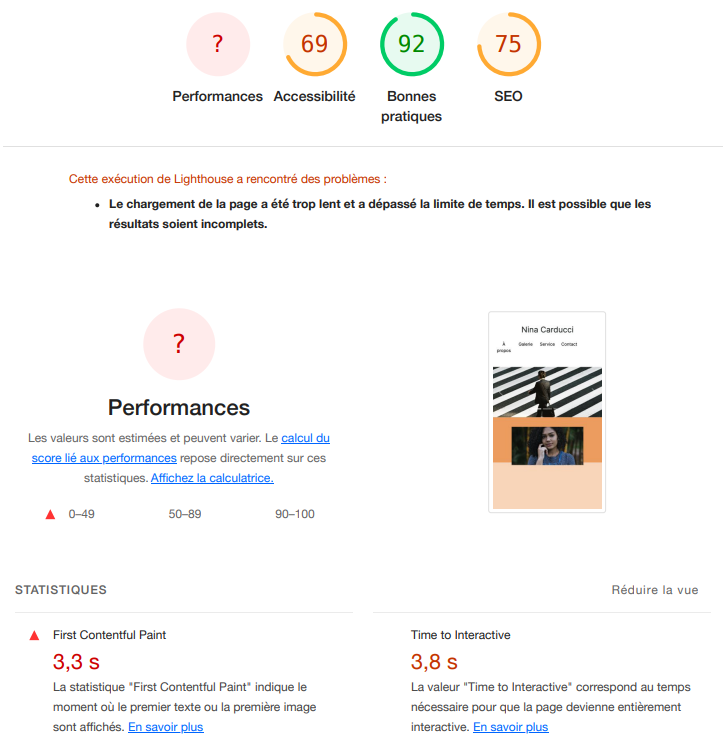 ?
69
92
75
Performances
Accessibilité
Bonnes
pratiques
SEO
Cette exécution de Lighthouse a rencontré des problèmes :
• Le chargement de la page a été trop lent et a dépassé la limite de temps. Il est possible que les
résultats soient incomplets.
?
Performances
Les valeurs sont estimées et peuvent varier. Le calcul du
score lié aux performances repose directement sur ces
statistiques. Affichez la calculatrice.
0–49
50–89
90–100
Nina Carducci
À
propos
Galerie
Service
Contact
STATISTIQUES
Réduire la vue
First Contentful Paint
3,3 s
La statistique "First Contentful Paint" indique le
moment où le premier texte ou la première image
sont affichés. En savoir plus
Time to Interactive
3,8 s
La valeur "Time to Interactive" correspond au temps
nécessaire pour que la page devienne entièrement
interactive. En savoir plus